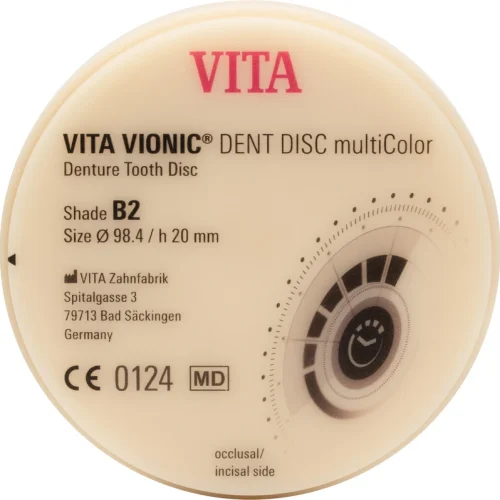 VITA
VITA VIONIC® DENT DISC multiColor
Denture Tooth Disc
Shade B2
Size Ø 98.4 / h 20 mm
VITA Zahnfabrik
Spitalgasse 3
79713 Bad Säckingen
Germany
CE 0124 MD
occlusal/
incisal side